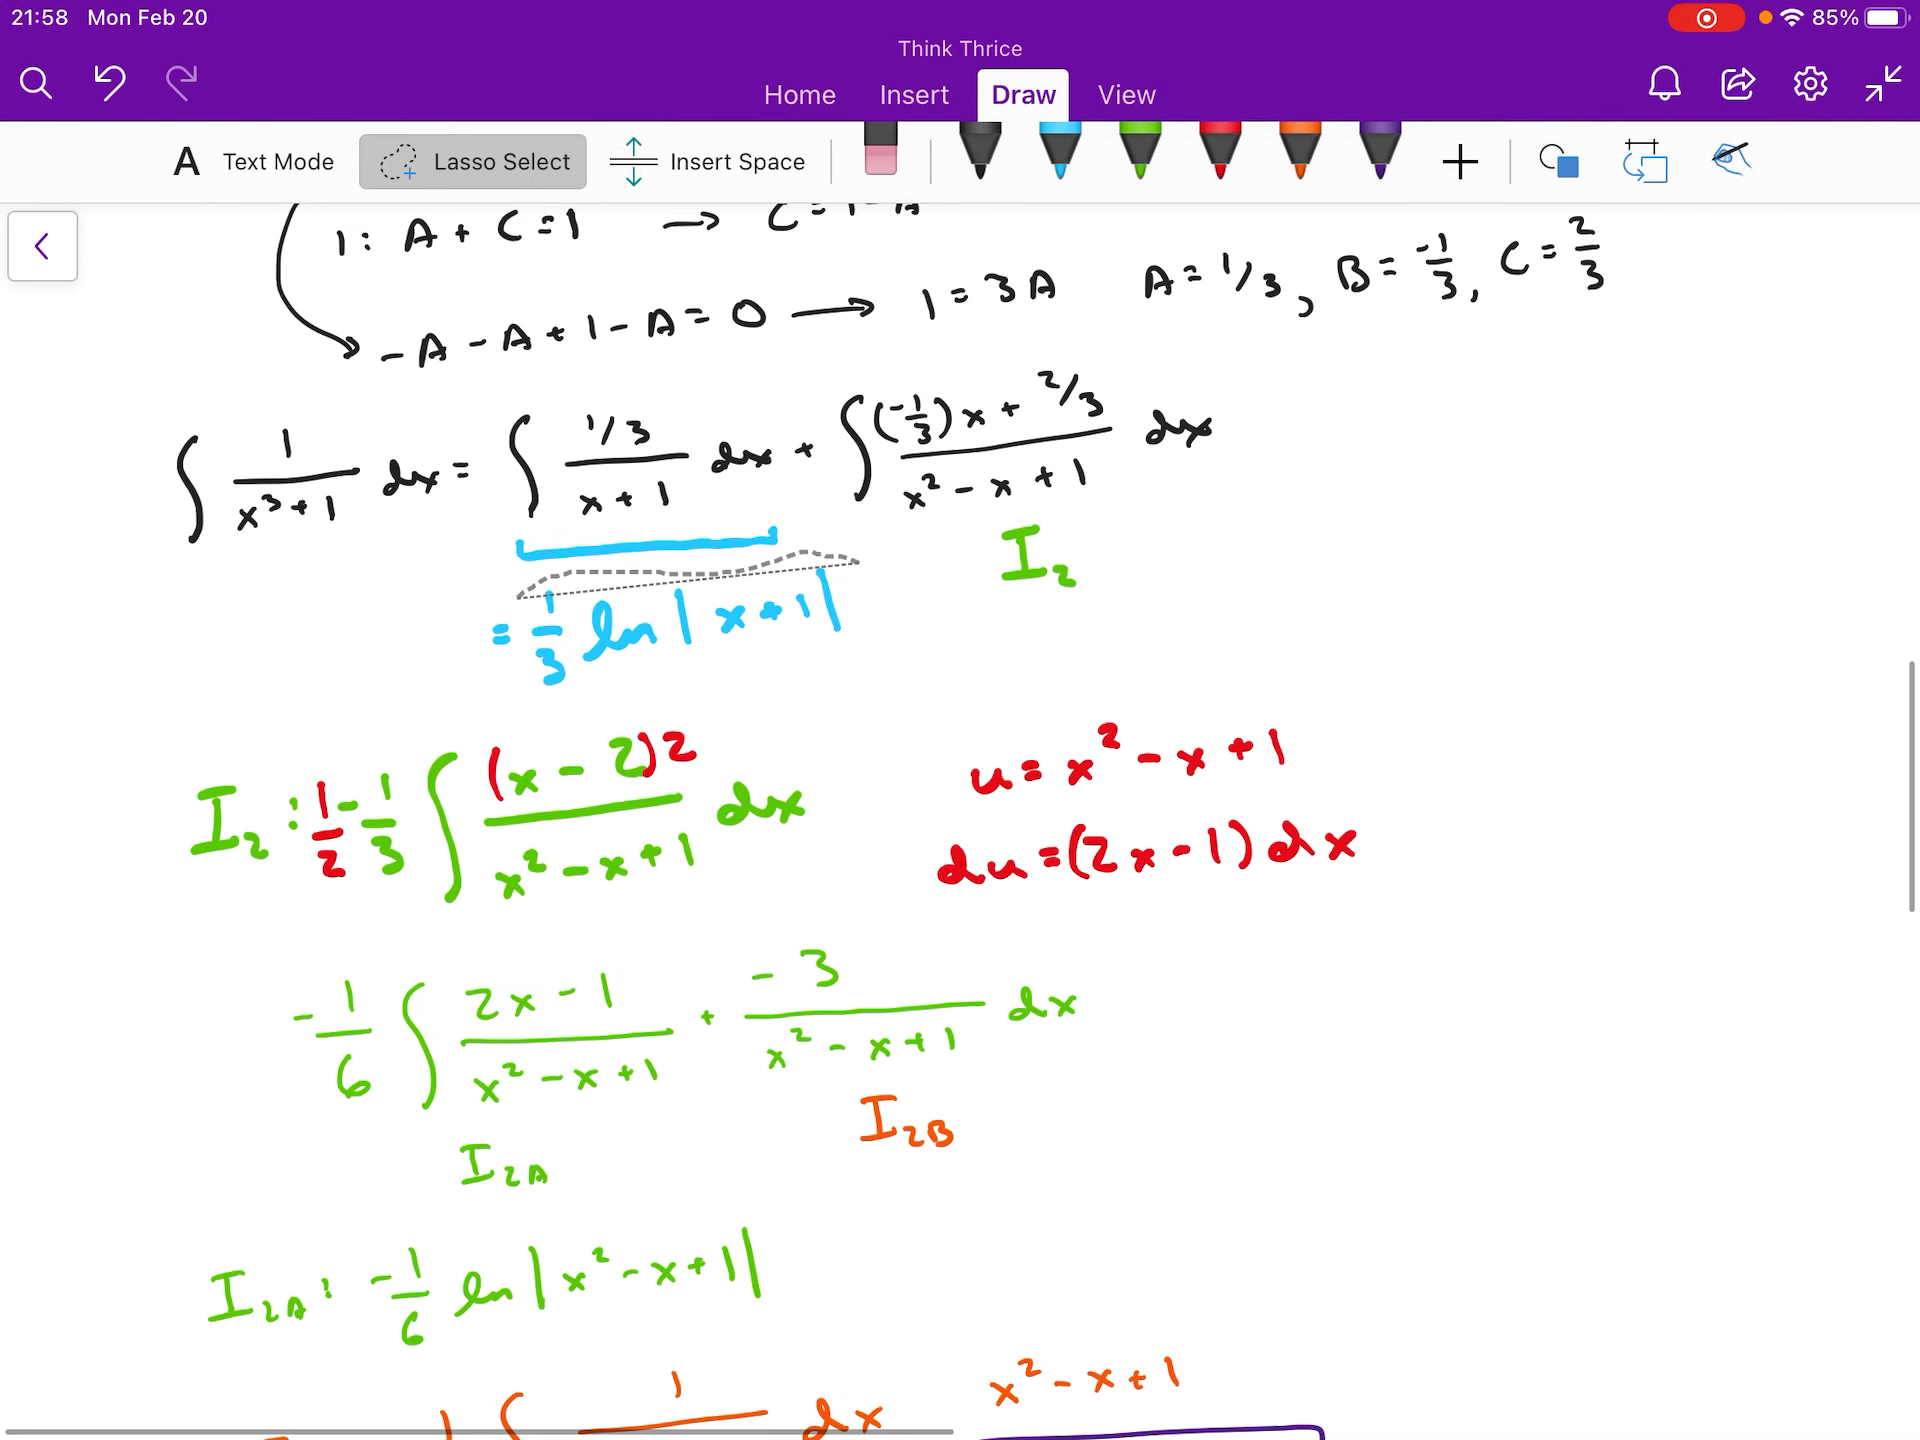 21:58 Mon Feb 20 85%
Think Thrice
Home Insert Draw View
A Text Mode Lasso Select Insert Space
1: A + C = 1 → C = 1 - A
-A - A + 1 - A = 0 → 1 = 3A A = 1/3, B = -1/3, C = 2/3
∫ 1/(x³+1) dx = ∫ (1/3)/(x+1) dx + ∫ ((-1/3)x + 2/3)/(x² - x + 1) dx
I₂
= 1/3 ln|x+1|
I₂: 1/2 - 1/3 ∫ (x - 2)2/(x² - x + 1) dx
u = x² - x + 1
du = (2x - 1) dx
-1/6 ∫ (2x - 1)/(x² - x + 1) + -3/(x² - x + 1) dx
I₂B
I₂A
I₂A: -1/6 ln|x² - x + 1|
1 dx
x² - x + 1